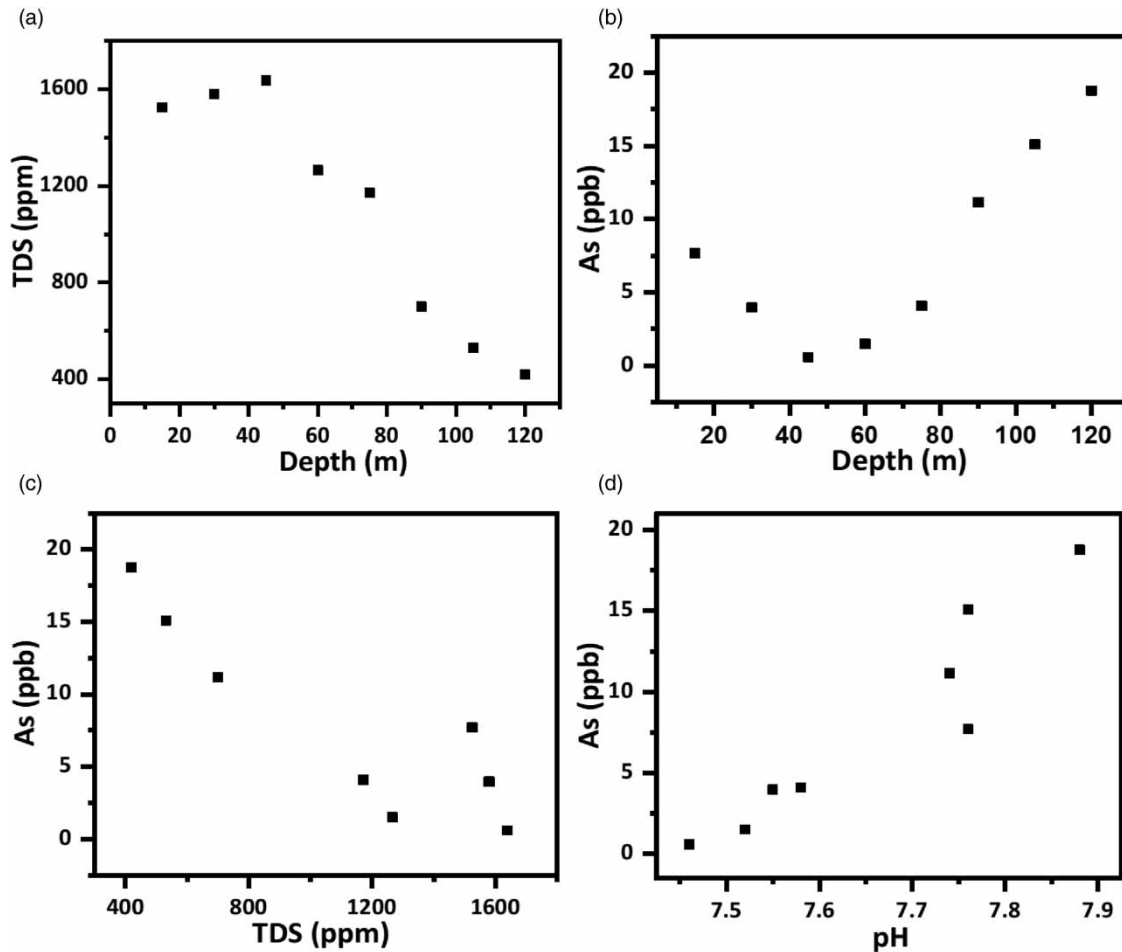 (a)
1600
1200
800
400
TDS (ppm)
0 20 40 60 80 100 120
Depth (m)
(b)
20
15
10
5
0
As (ppb)
20 40 60 80 100 120
Depth (m)
(c)
20
15
10
5
0
As (ppb)
400 800 1200 1600
TDS (ppm)
(d)
20
15
10
5
0
As (ppb)
7.5 7.6 7.7 7.8 7.9
pH